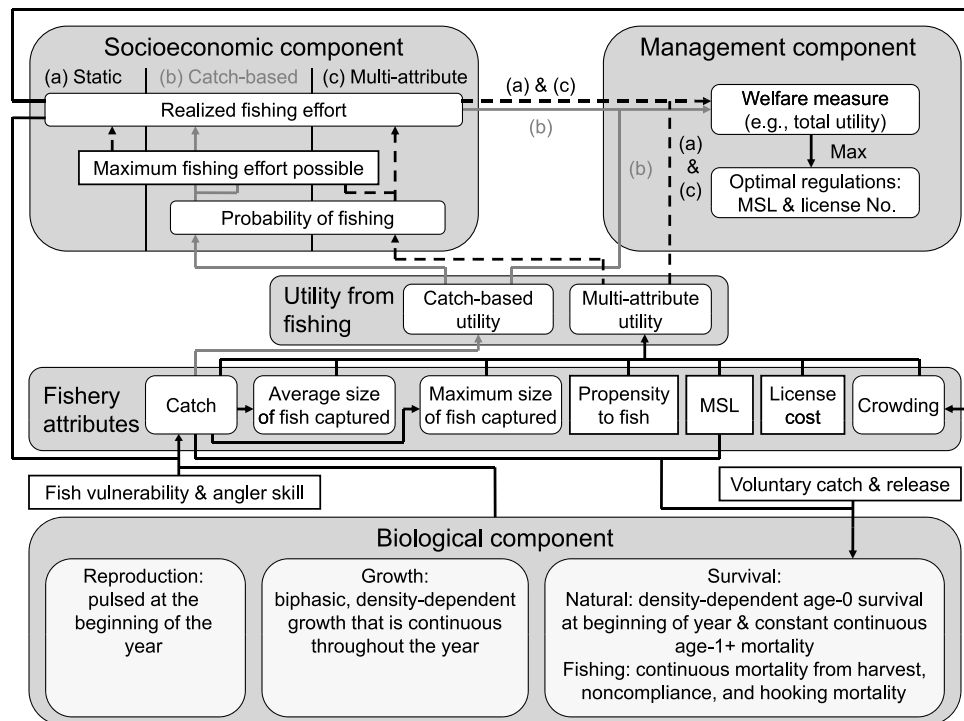 Socioeconomic component
Management component
(a) Static
(b) Catch-based
(c) Multi-attribute
(a) & (c)
Realized fishing effort
(b)
Welfare measure
(e.g., total utility)
Maximum fishing effort possible
(a)
&
(c)
(b)
Max
Optimal regulations:
MSL & license No.
Probability of fishing
Utility from
fishing
Catch-based
utility
Multi-attribute
utility
Fishery
attributes
Catch
Average size
of fish captured
Maximum size
of fish captured
Propensity
to fish
MSL
License
cost
Crowding
Fish vulnerability & angler skill
Voluntary catch & release
Biological component
Reproduction:
pulsed at the
beginning of the
year
Growth:
biphasic, density-dependent
growth that is continuous
throughout the year
Survival:
Natural: density-dependent age-0 survival
at beginning of year & constant continuous
age-1+ mortality
Fishing: continuous mortality from harvest,
noncompliance, and hooking mortality